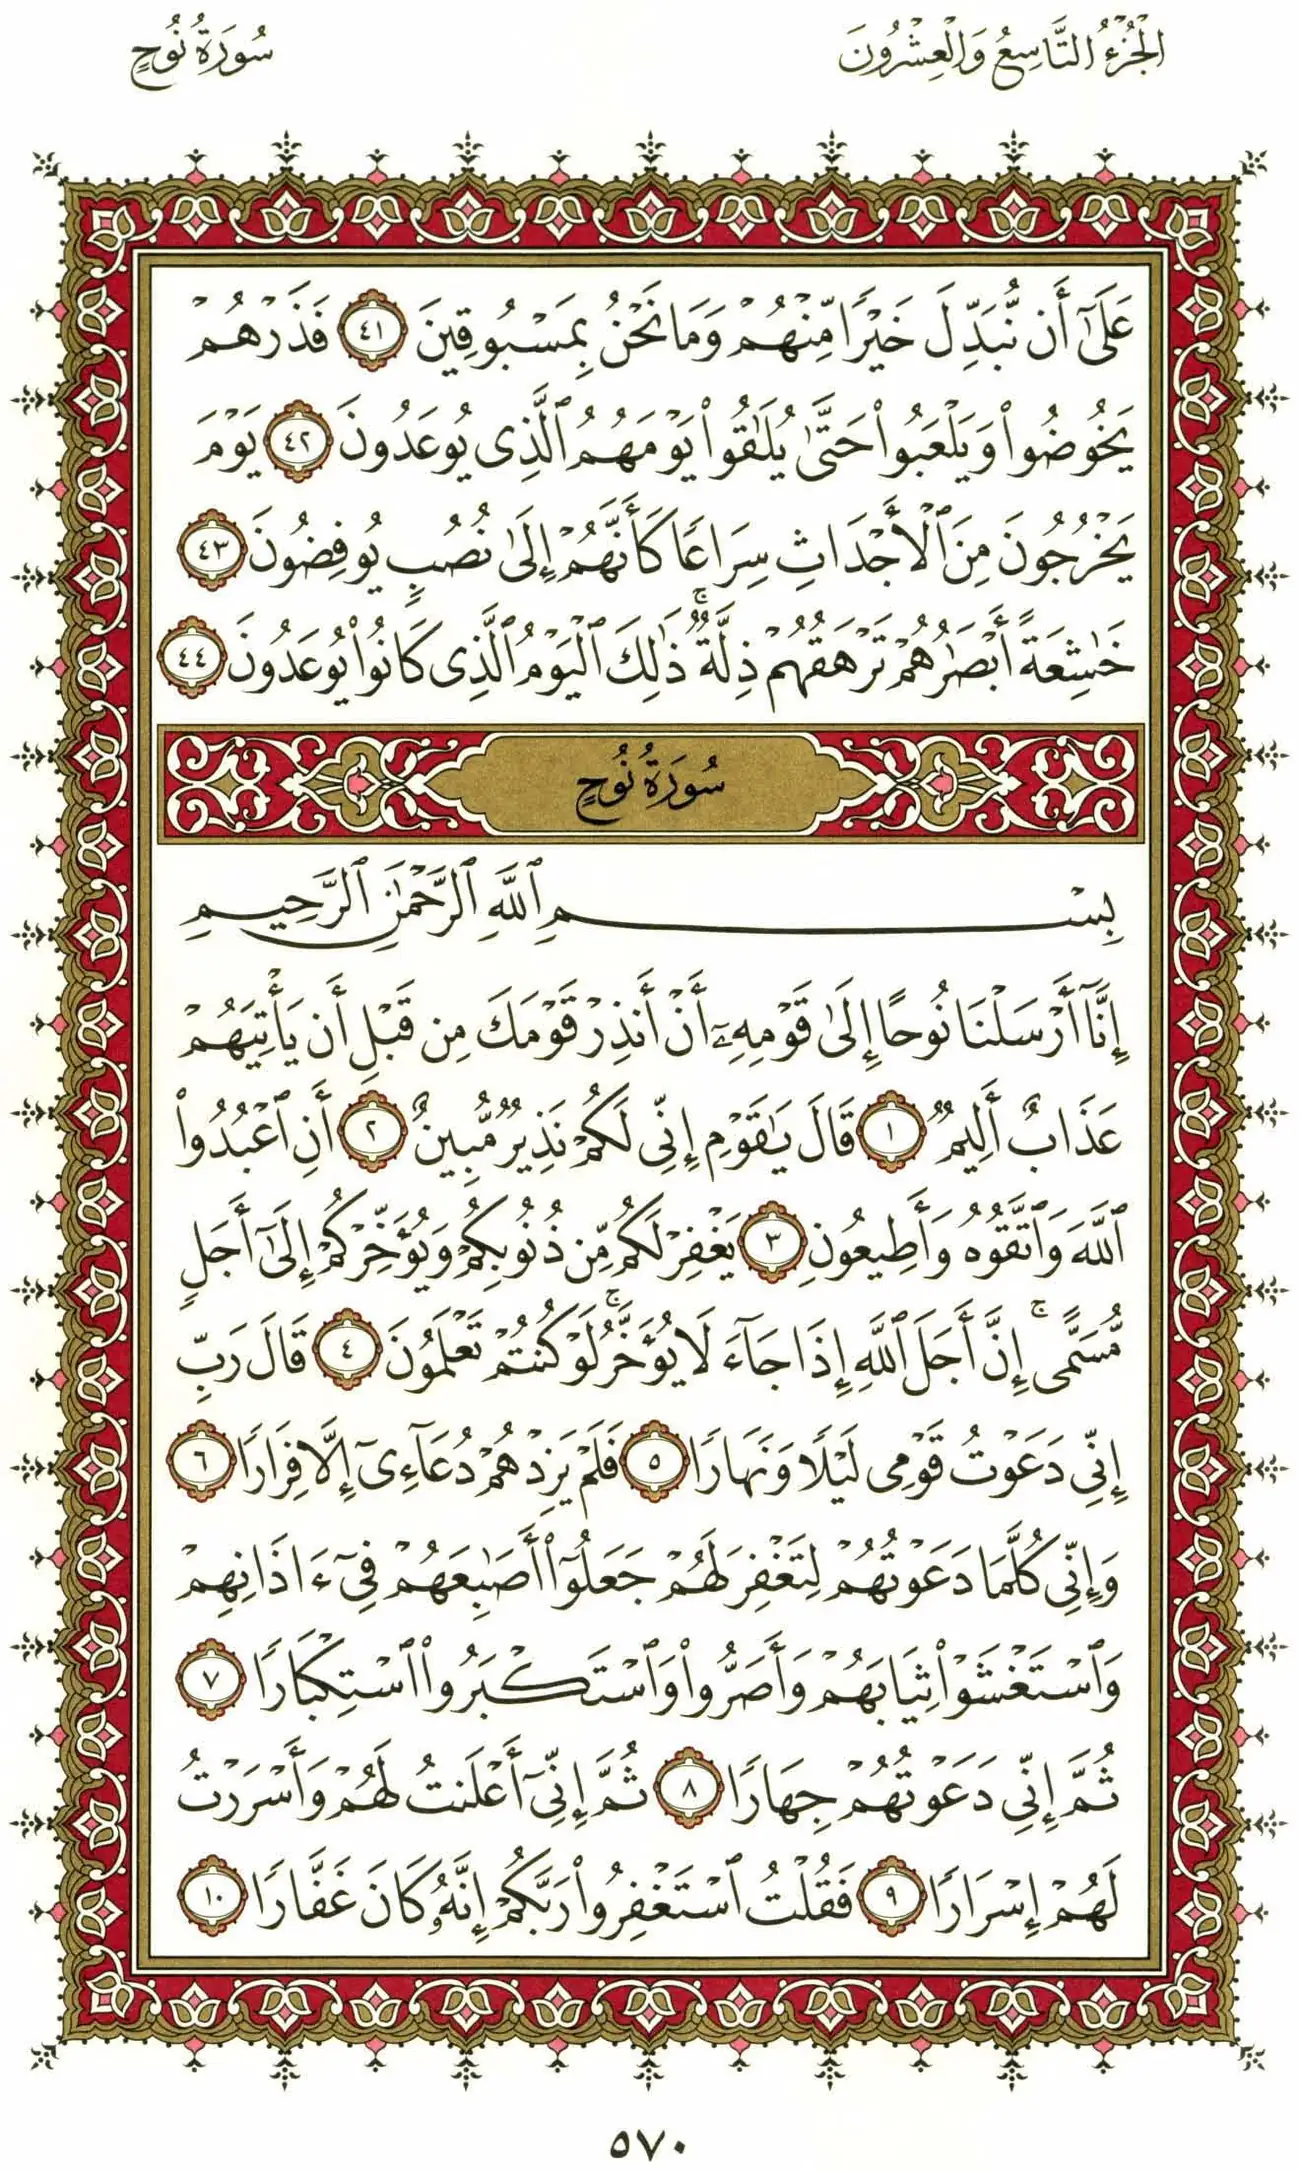 الْجُزْءُ التَّاسِعُ وَالْعِشْرُونَ
سُورَةُ نُوحٍ
عَلَىٰٓ أَن نُّبَدِّلَ خَيْرًا مِّنْهُمْ وَمَا نَحْنُ بِمَسْبُوقِينَ ٤١ فَذَرْهُمْ
يَخُوضُوا۟ وَيَلْعَبُوا۟ حَتَّىٰ يُلَٰقُوا۟ يَوْمَهُمُ ٱلَّذِى يُوعَدُونَ ٤٢ يَوْمَ
يَخْرُجُونَ مِنَ ٱلْأَجْدَاثِ سِرَاعًا كَأَنَّهُمْ إِلَىٰ نُصُبٍ يُوفِضُونَ ٤٣
خَٰشِعَةً أَبْصَٰرُهُمْ تَرْهَقُهُمْ ذِلَّةٌ ۚ ذَٰلِكَ ٱلْيَوْمُ ٱلَّذِى كَانُوا۟ يُوعَدُونَ ٤٤
سُورَةُ نُوحٍ
بِسْمِ ٱللَّهِ ٱلرَّحْمَٰنِ ٱلرَّحِيمِ
إِنَّآ أَرْسَلْنَا نُوحًا إِلَىٰ قَوْمِهِۦٓ أَنْ أَنذِرْ قَوْمَكَ مِن قَبْلِ أَن يَأْتِيَهُمْ
عَذَابٌ أَلِيمٌ ١ قَالَ يَٰقَوْمِ إِنِّى لَكُمْ نَذِيرٌ مُّبِينٌ ٢ أَنِ ٱعْبُدُوا۟
ٱللَّهَ وَٱتَّقُوهُ وَأَطِيعُونِ ٣ يَغْفِرْ لَكُم مِّن ذُنُوبِكُمْ وَيُؤَخِّرْكُمْ إِلَىٰٓ أَجَلٍ
مُّسَمًّى ۚ إِنَّ أَجَلَ ٱللَّهِ إِذَا جَآءَ لَا يُؤَخَّرُ ۖ لَوْ كُنتُمْ تَعْلَمُونَ ٤ قَالَ رَبِّ
إِنِّى دَعَوْتُ قَوْمِى لَيْلًا وَنَهَارًا ٥ فَلَمْ يَزِدْهُمْ دُعَآءِىٓ إِلَّا فِرَارًا ٦
وَإِنِّى كُلَّمَا دَعَوْتُهُمْ لِتَغْفِرَ لَهُمْ جَعَلُوٓا۟ أَصَٰبِعَهُمْ فِىٓ ءَاذَانِهِمْ
وَٱسْتَغْشَوْا۟ ثِيَابَهُمْ وَأَصَرُّوا۟ وَٱسْتَكْبَرُوا۟ ٱسْتِكْبَارًا ٧
ثُمَّ إِنِّى دَعَوْتُهُمْ جِهَارًا ٨ ثُمَّ إِنِّىٓ أَعْلَنتُ لَهُمْ وَأَسْرَرْتُ
لَهُمْ إِسْرَارًا ٩ فَقُلْتُ ٱسْتَغْفِرُوا۟ رَبَّكُمْ إِنَّهُۥ كَانَ غَفَّارًا ١٠
٥٧٠